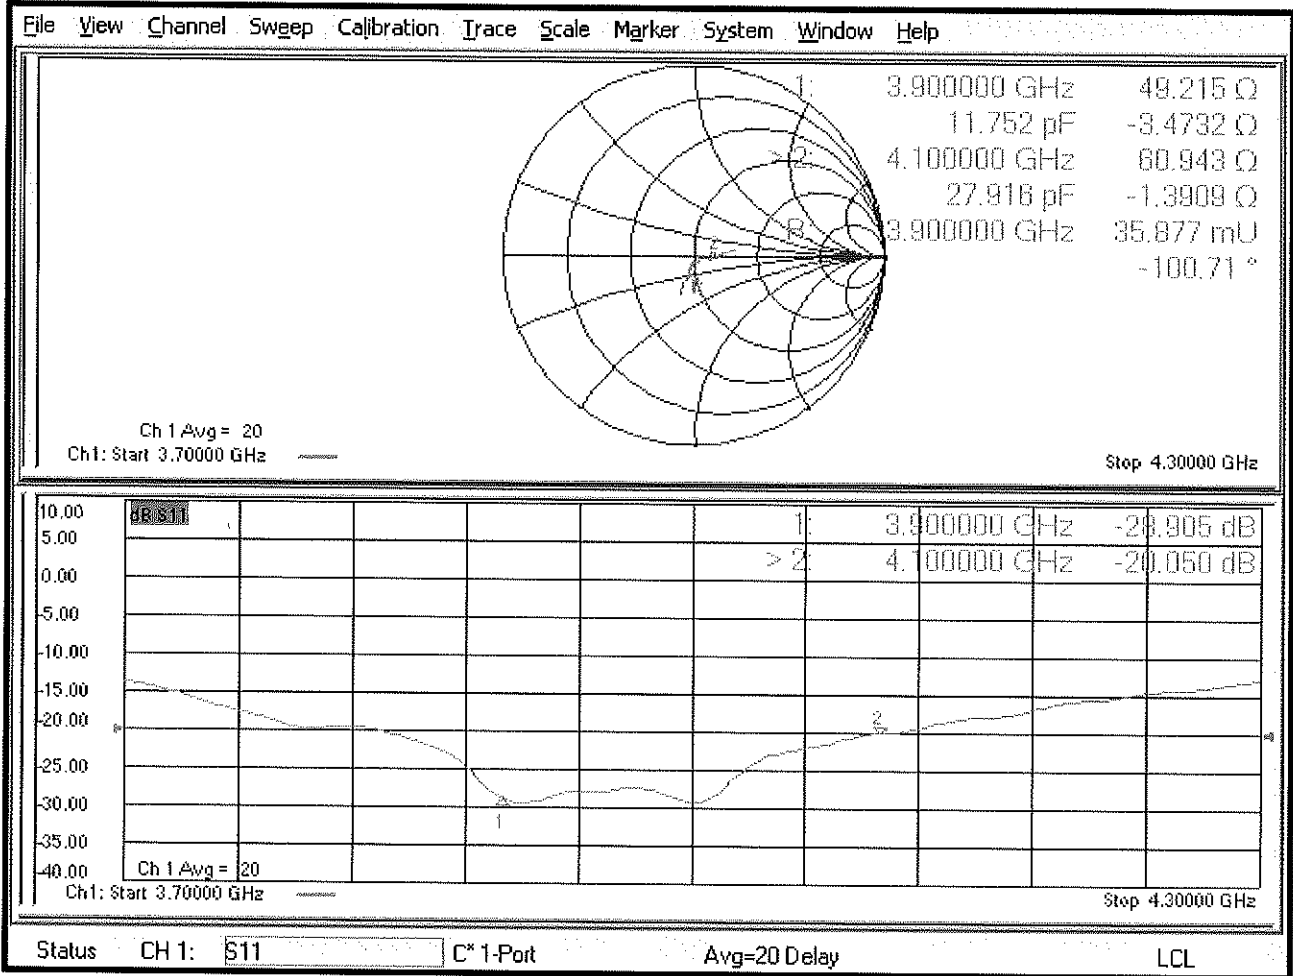 File View Channel Sweep Calibration Trace Scale Marker System Window Help
1: 3.900000 GHz 49.215 Ω
11.752 pF -3.4732 Ω
> 2: 4.100000 GHz 60.943 Ω
27.916 pF -1.3909 Ω
R: 3.900000 GHz 35.877 mU
-100.71 °
Ch 1 Avg = 20
Ch1: Start 3.70000 GHz
Stop 4.30000 GHz
10.00
dB S11
1: 3.900000 GHz -28.905 dB
5.00
> 2: 4.100000 GHz -20.050 dB
0.00
-5.00
-10.00
-15.00
-20.00
2
-25.00
-30.00
1
-35.00
-40.00
Ch 1 Avg = 20
Ch1: Start 3.70000 GHz
Stop 4.30000 GHz
Status CH 1: S11 C* 1-Port Avg=20 Delay LCL